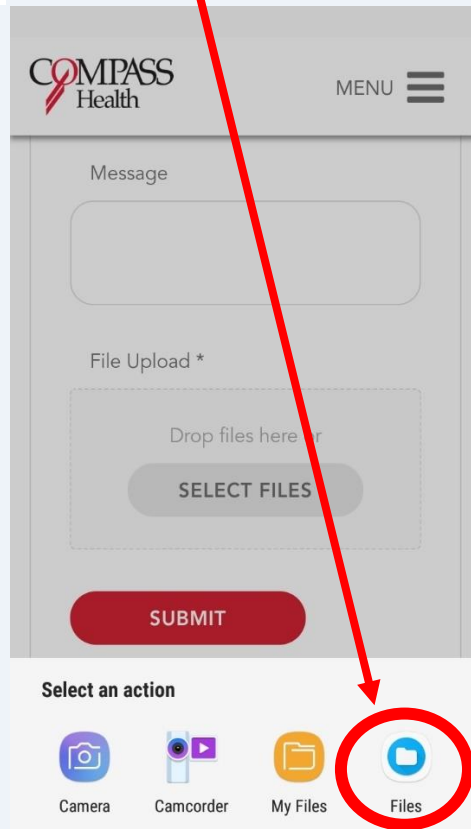 COMPASS
Health
MENU
Message
File Upload *
Drop files here or
SELECT FILES
SUBMIT
Select an action
Camera
Camcorder
My Files
Files